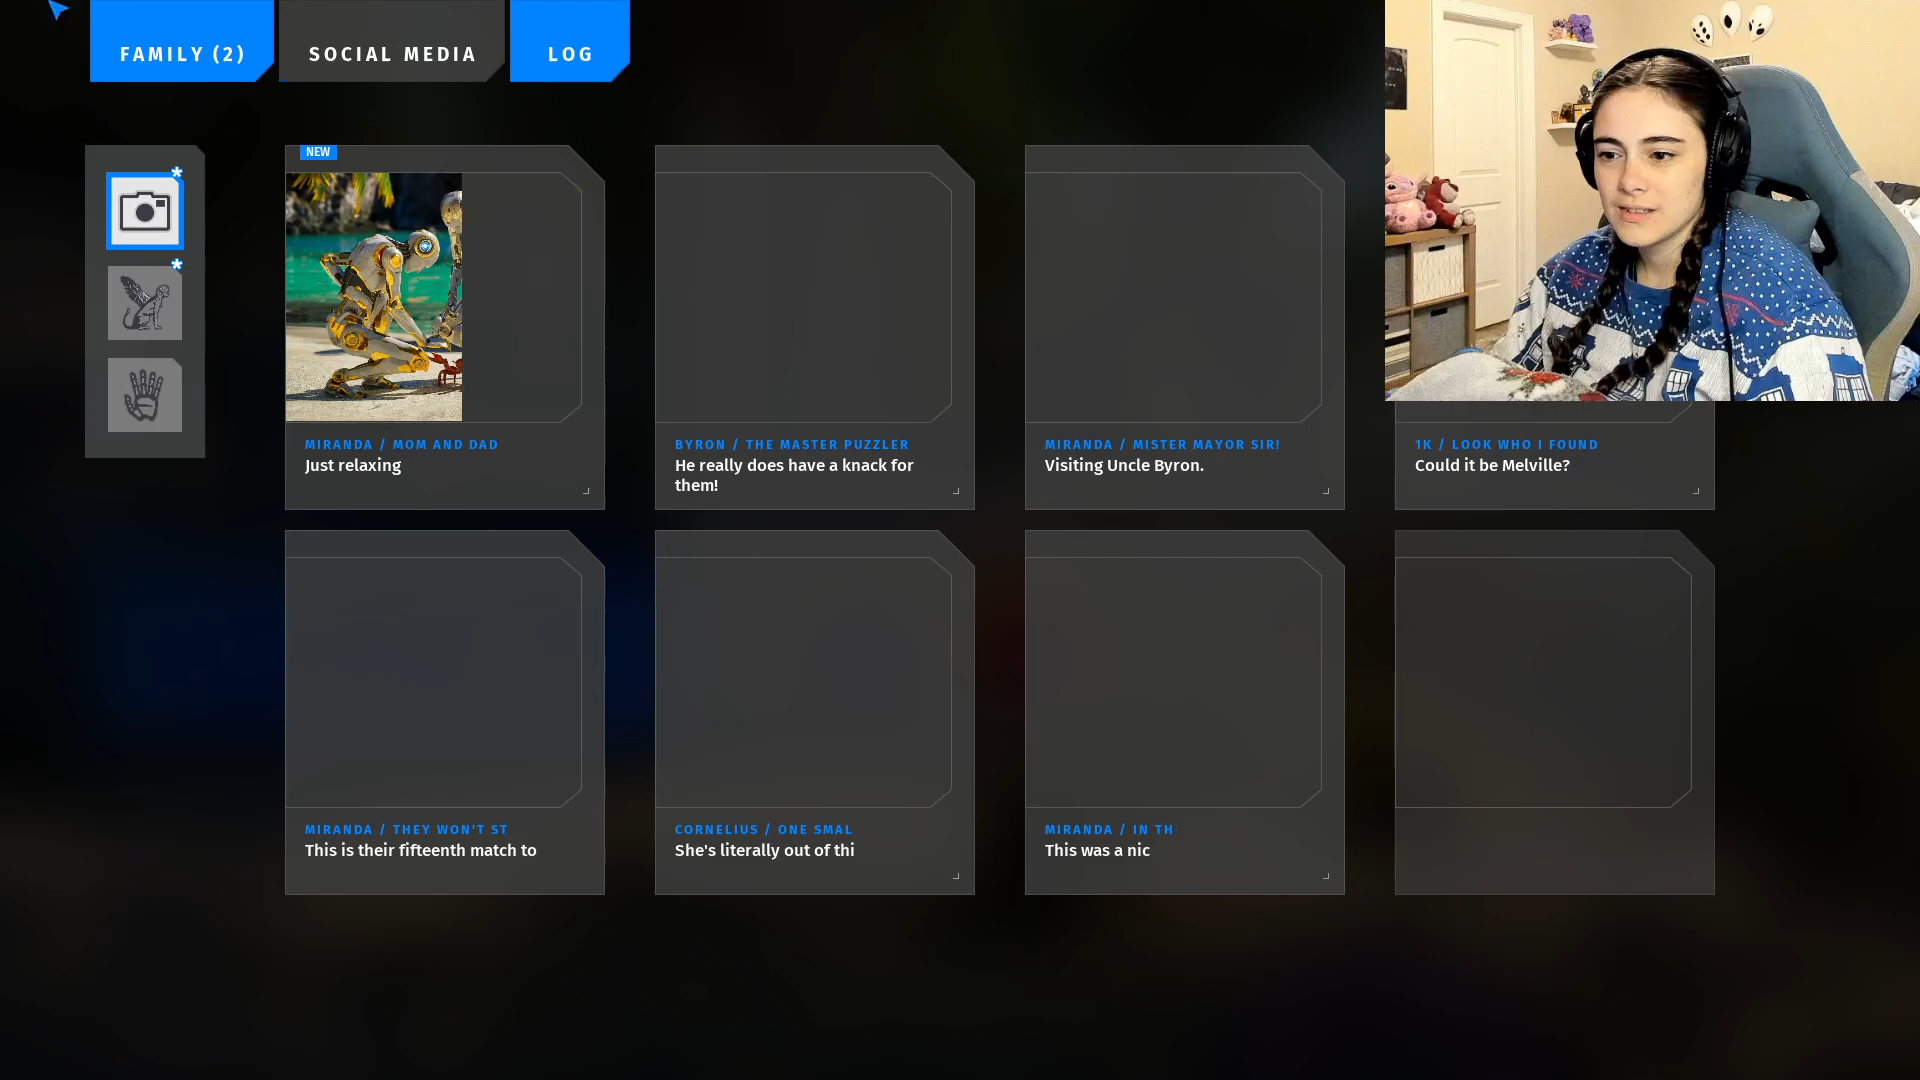 FAMILY (2)
SOCIAL MEDIA
LOG
NEW
MIRANDA / MOM AND DAD
Just relaxing
BYRON / THE MASTER PUZZLER
He really does have a knack for
them!
MIRANDA / MISTER MAYOR SIR!
Visiting Uncle Byron.
1K / LOOK WHO I FOUND
Could it be Melville?
MIRANDA / THEY WON'T ST
This is their fifteenth match to
CORNELIUS / ONE SMAL
She's literally out of thi
MIRANDA / IN TH
This was a nic